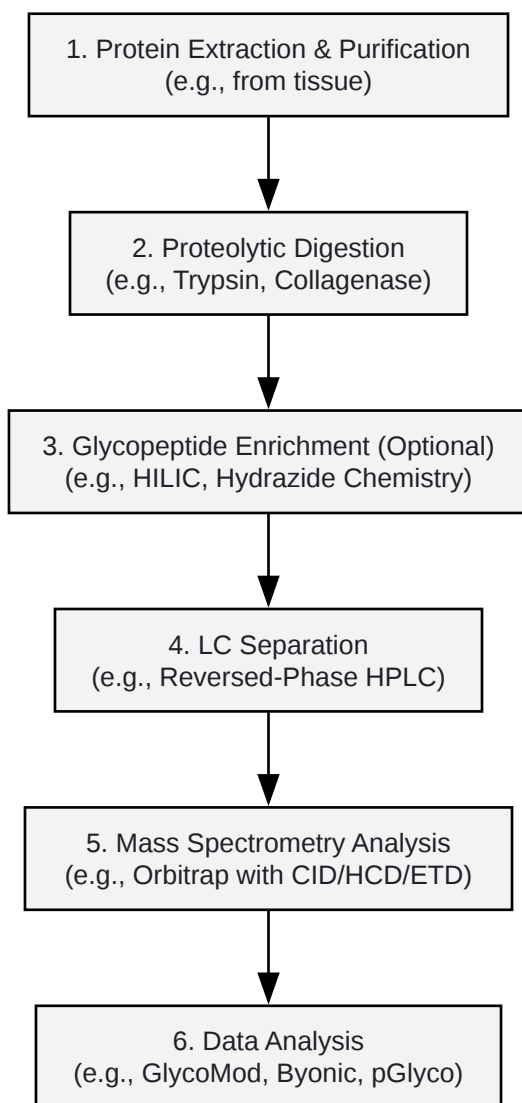 1. Protein Extraction & Purification
(e.g., from tissue)
2. Proteolytic Digestion
(e.g., Trypsin, Collagenase)
3. Glycopeptide Enrichment (Optional)
(e.g., HILIC, Hydrazide Chemistry)
4. LC Separation
(e.g., Reversed-Phase HPLC)
5. Mass Spectrometry Analysis
(e.g., Orbitrap with CID/HCD/ETD)
6. Data Analysis
(e.g., GlycoMod, Byonic, pGlyco)